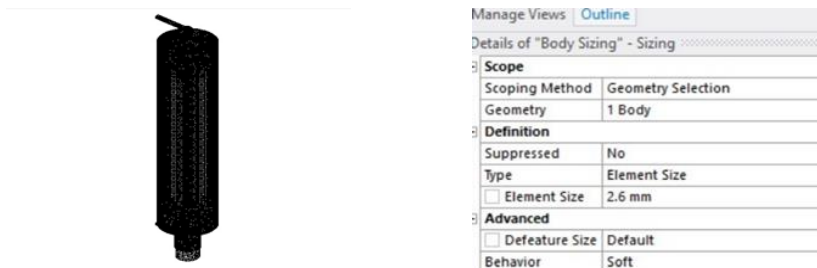 Manage Views Outline
Details of "Body Sizing" - Sizing
Scope
Scoping Method Geometry Selection
Geometry 1 Body
Definition
Suppressed No
Type Element Size
Element Size 2.6 mm
Advanced
Defeature Size Default
Behavior Soft